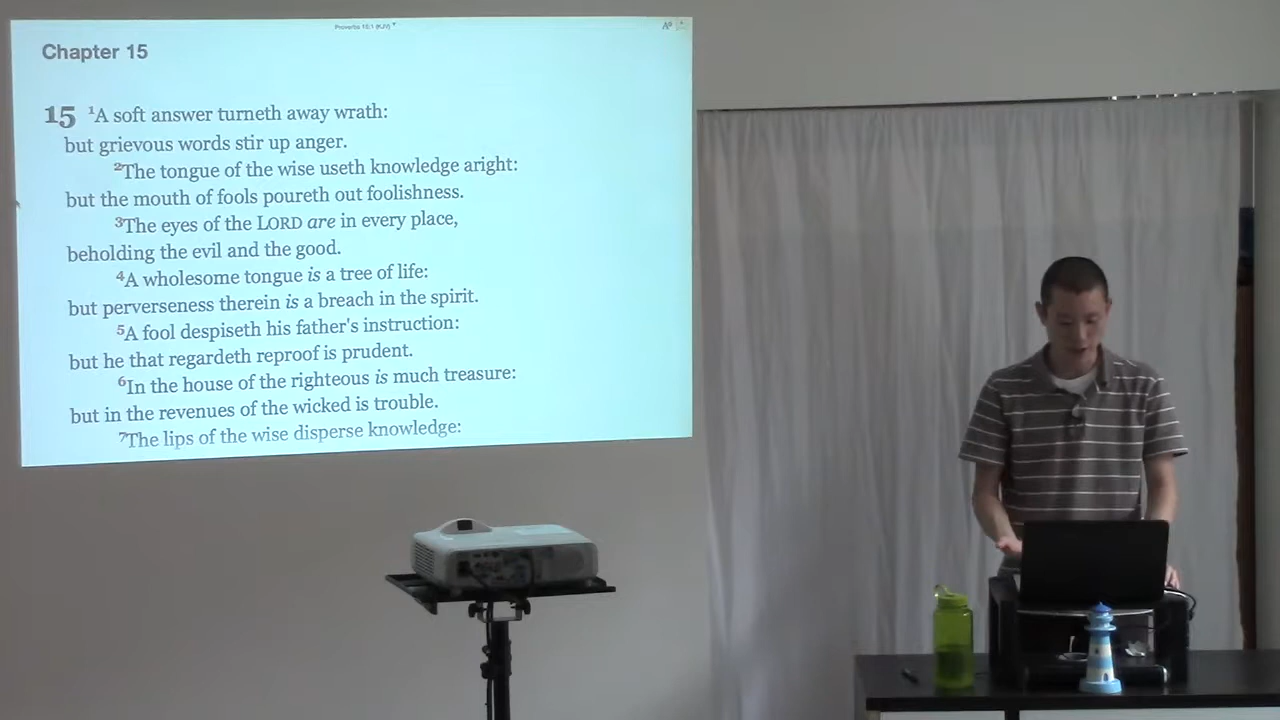 Proverbs 15:1 (KJV) ▾
Chapter 15
15 ¹A soft answer turneth away wrath:
but grievous words stir up anger.
²The tongue of the wise useth knowledge aright:
but the mouth of fools poureth out foolishness.
³The eyes of the LORD are in every place,
beholding the evil and the good.
⁴A wholesome tongue is a tree of life:
but perverseness therein is a breach in the spirit.
⁵A fool despiseth his father's instruction:
but he that regardeth reproof is prudent.
⁶In the house of the righteous is much treasure:
but in the revenues of the wicked is trouble.
⁷The lips of the wise disperse knowledge: